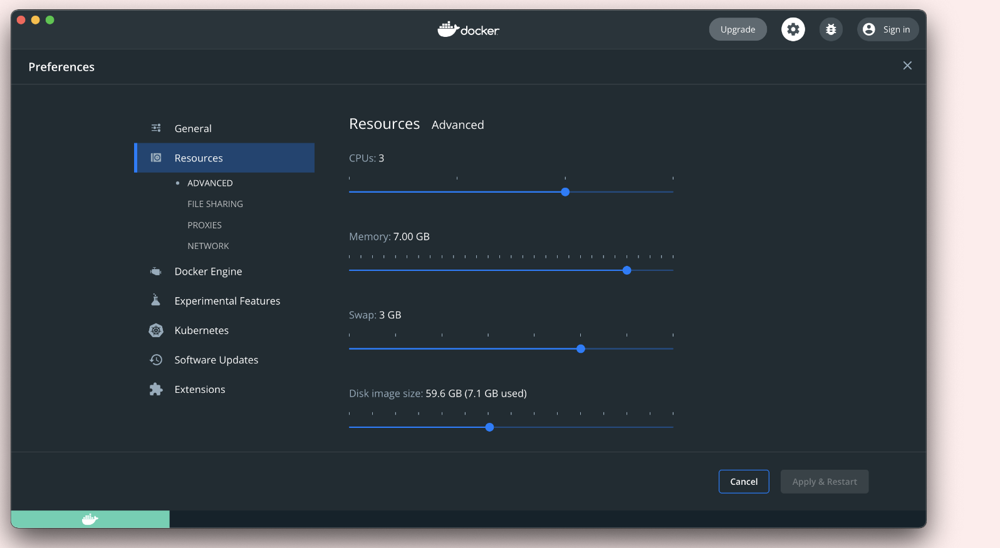 docker
Upgrade
Sign in
Preferences
General
Resources
ADVANCED
FILE SHARING
PROXIES
NETWORK
Docker Engine
Experimental Features
Kubernetes
Software Updates
Extensions
Resources Advanced
CPUs: 3
Memory: 7.00 GB
Swap: 3 GB
Disk image size: 59.6 GB (7.1 GB used)
Cancel
Apply & Restart